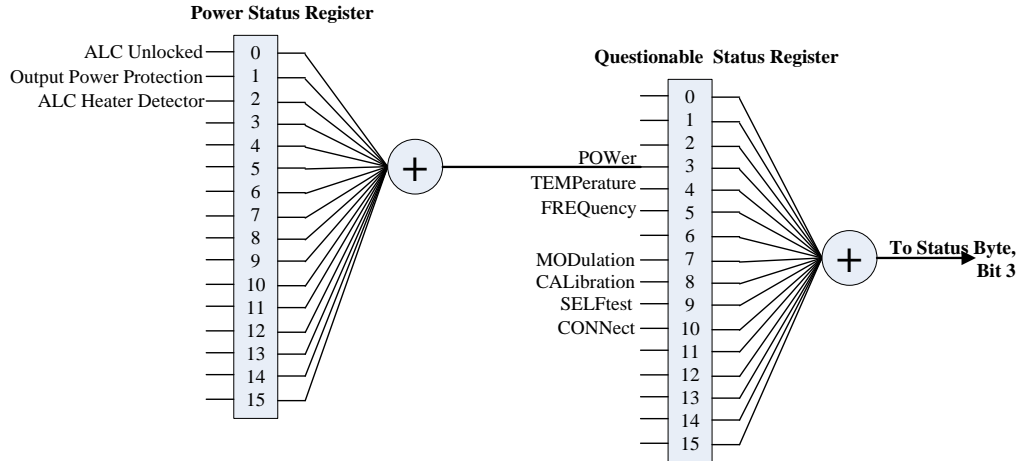 Power Status Register
ALC Unlocked
0
Output Power Protection
1
ALC Heater Detector
2
3
4
5
6
7
8
9
10
11
12
13
14
15
+
Questionable Status Register
0
1
2
POWer
3
TEMPerature
4
FREQuency
5
6
MODulation
7
CALibration
8
SELFtest
9
CONNect
10
11
12
13
14
15
+
To Status Byte,
Bit 3